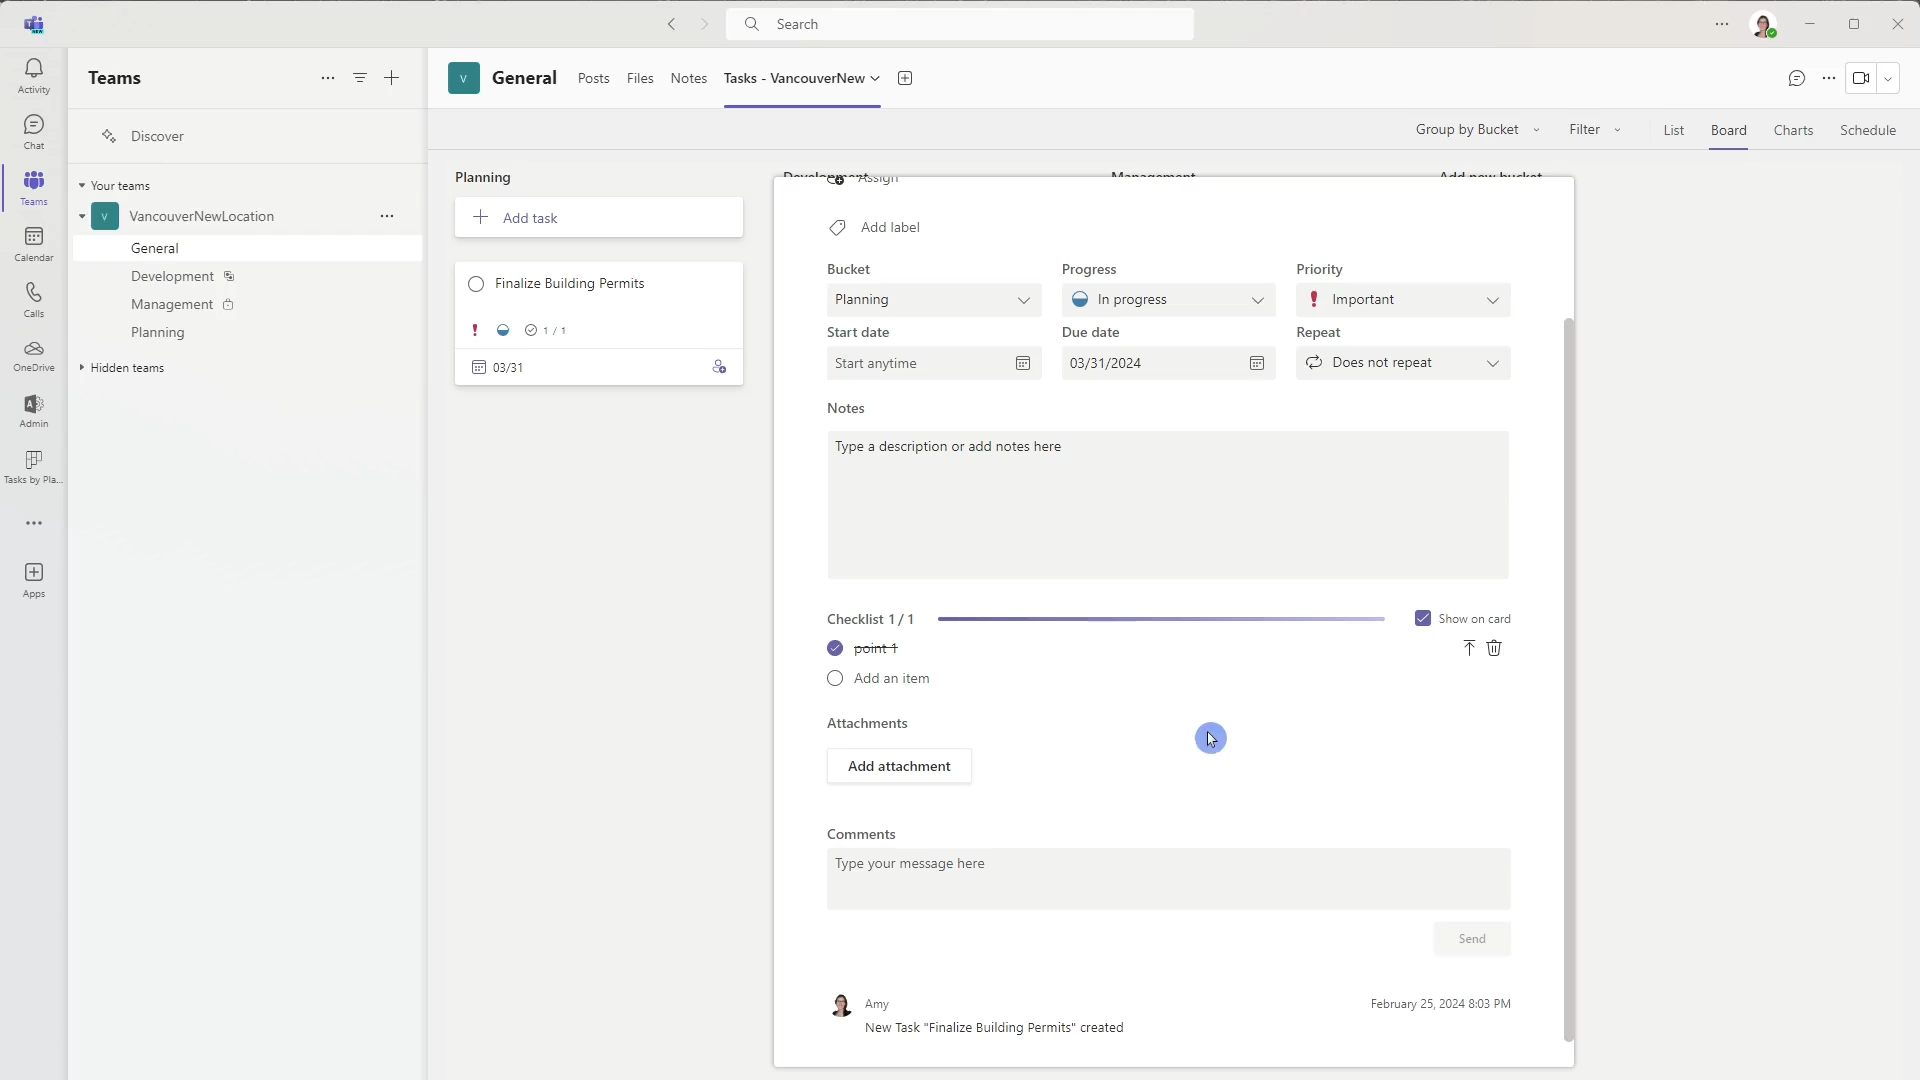 Search
Activity
Chat
Teams
Calendar
Calls
OneDrive
Admin
Tasks by Pla...
Apps
Teams
Discover
Your teams
V VancouverNewLocation
General
Development
Management
Planning
Hidden teams
V General Posts Files Notes Tasks - VancouverNew
Group by Bucket Filter List Board Charts Schedule
Planning
Development
Management
Add new bucket
Add task
Finalize Building Permits
1 / 1
03/31
Assign
Add label
Bucket Progress Priority
Planning In progress Important
Start date Due date Repeat
Start anytime 03/31/2024 Does not repeat
Notes
Type a description or add notes here
Checklist 1 / 1 Show on card
point 1
Add an item
Attachments
Add attachment
Comments
Type your message here
Send
Amy February 25, 2024 8:03 PM
New Task "Finalize Building Permits" created